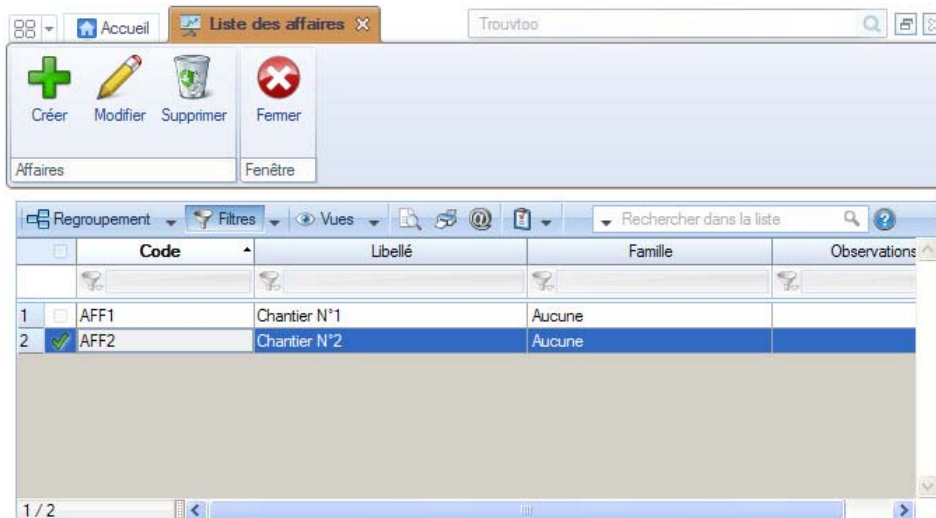 Accueil Liste des affaires Trouvtoo
Créer Modifier Supprimer Fermer
Affaires Fenêtre
Regroupement Filtres Vues Rechercher dans la liste
Code Libellé Famille Observations
1 AFF1 Chantier N°1 Aucune
2 AFF2 Chantier N°2 Aucune
1 / 2